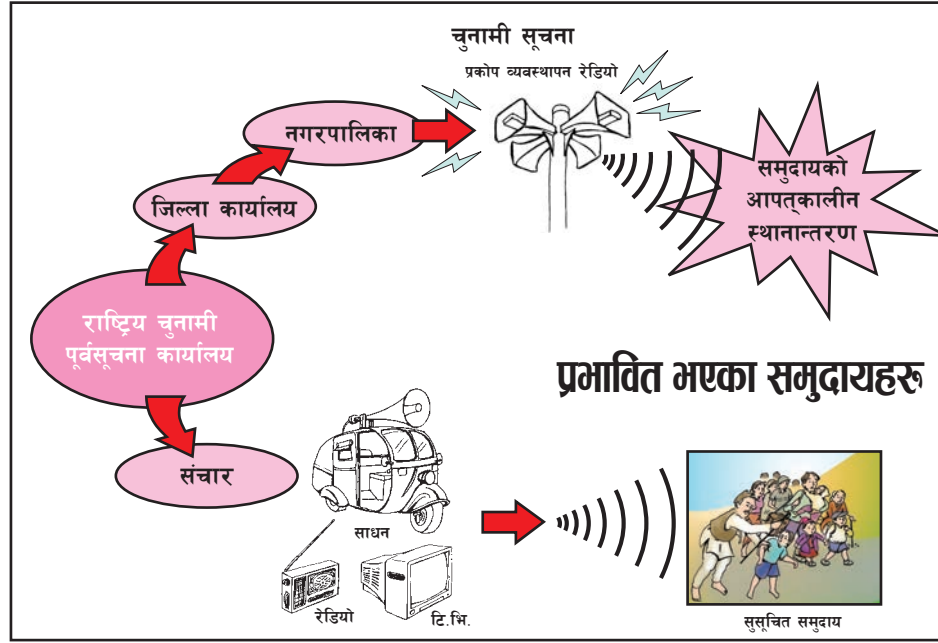 चुनामी सूचना
प्रकोप व्यवस्थापन रेडियो
नगरपालिका
जिल्ला कार्यालय
समुदायको
आपत्कालीन
स्थानान्तरण
राष्ट्रिय चुनामी
पूर्वसूचना कार्यालय
प्रभावित भएका समुदायहरू
संचार
साधन
रेडियो
टि.भि.
सुसूचित समुदाय